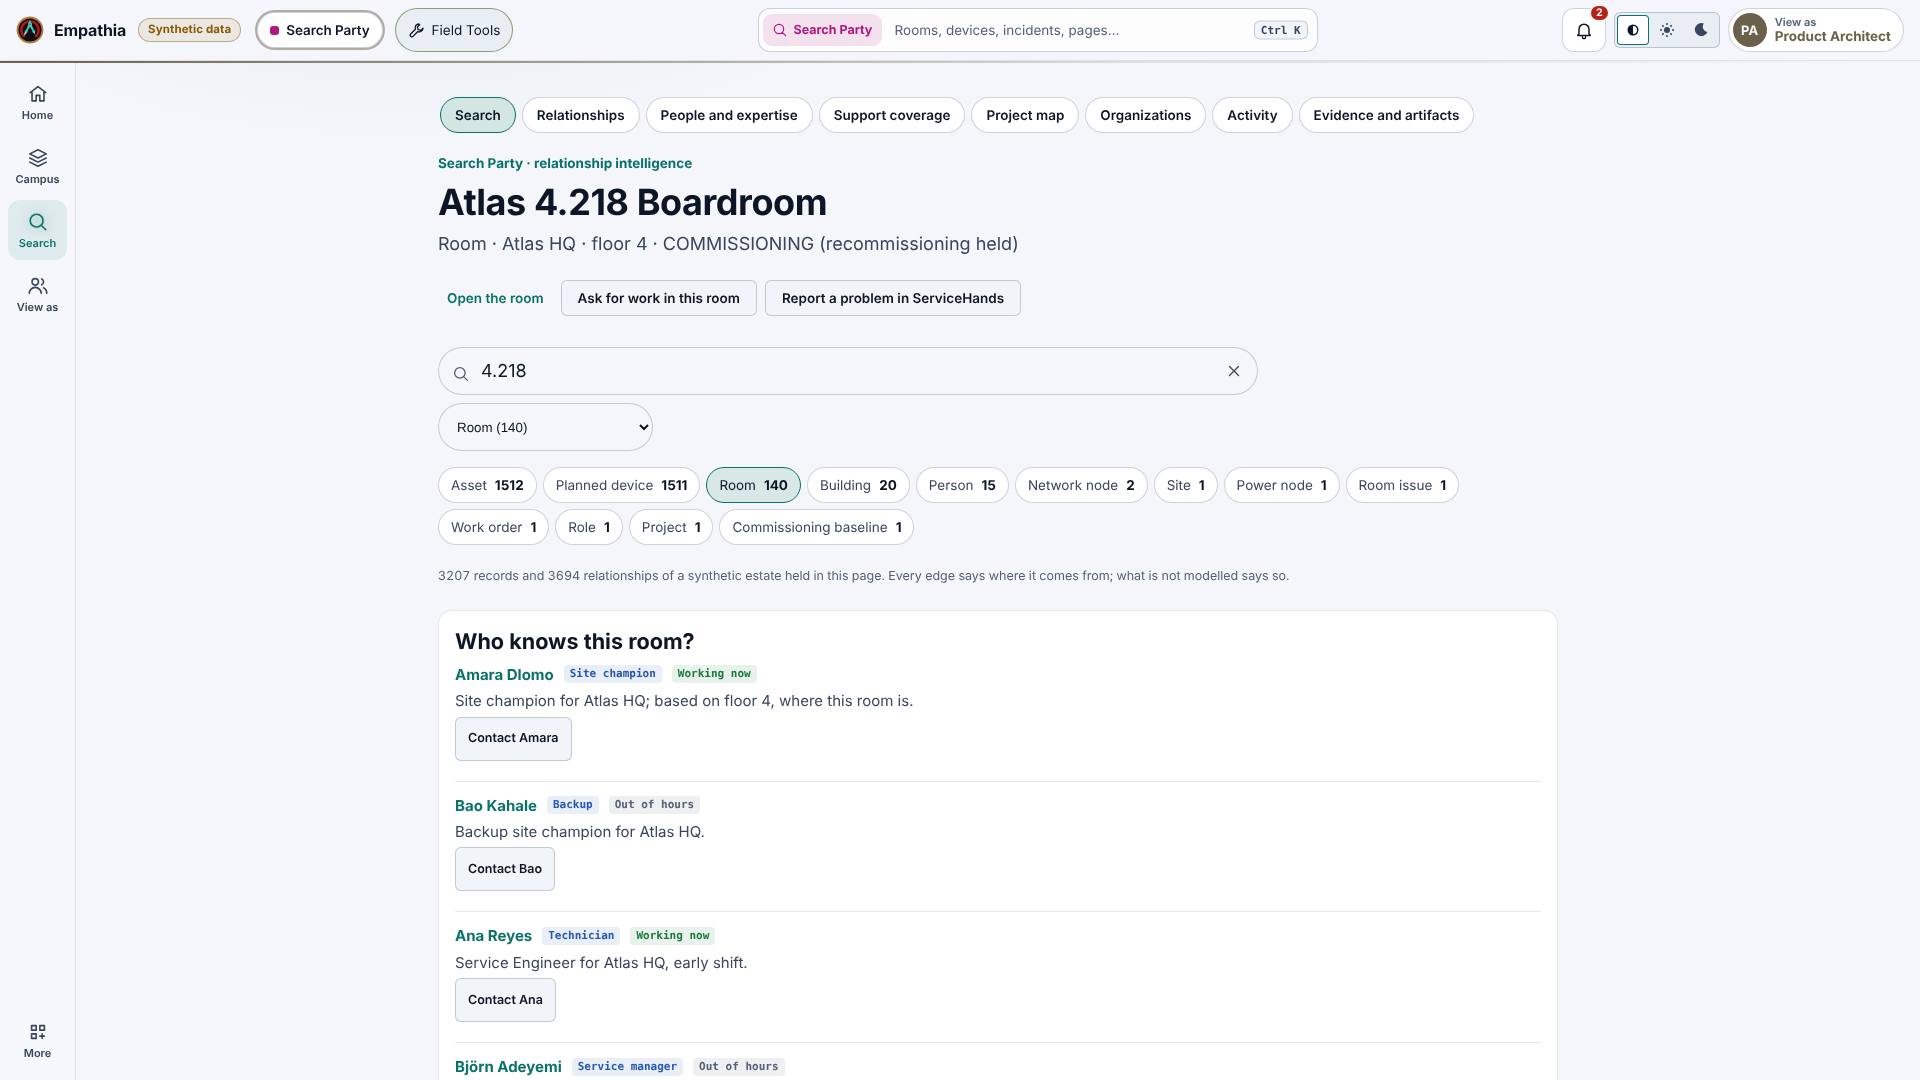 Empathia
Synthetic data
Search Party
Field Tools
Search Party
Rooms, devices, incidents, pages...
Ctrl K
2
PA
View as
Product Architect
Home
Campus
Search
View as
More
Search
Relationships
People and expertise
Support coverage
Project map
Organizations
Activity
Evidence and artifacts
Search Party · relationship intelligence
Atlas 4.218 Boardroom
Room · Atlas HQ · floor 4 · COMMISSIONING (recommissioning held)
Open the room
Ask for work in this room
Report a problem in ServiceHands
4.218
Room (140)
Asset 1512
Planned device 1511
Room 140
Building 20
Person 15
Network node 2
Site 1
Power node 1
Room issue 1
Work order 1
Role 1
Project 1
Commissioning baseline 1
3207 records and 3694 relationships of a synthetic estate held in this page. Every edge says where it comes from; what is not modelled says so.
Who knows this room?
Amara Dlomo Site champion Working now
Site champion for Atlas HQ; based on floor 4, where this room is.
Contact Amara
Bao Kahale Backup Out of hours
Backup site champion for Atlas HQ.
Contact Bao
Ana Reyes Technician Working now
Service Engineer for Atlas HQ, early shift.
Contact Ana
Björn Adeyemi Service manager Out of hours